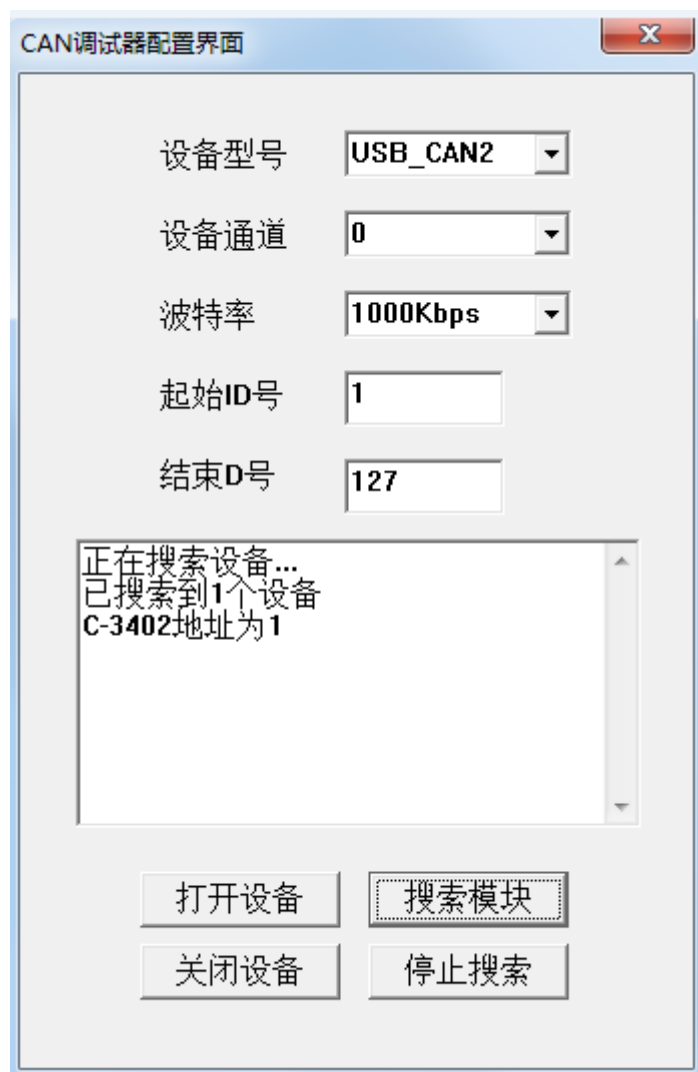 CAN调试器配置界面
设备型号 USB_CAN2
设备通道 0
波特率 1000Kbps
起始ID号 1
结束D号 127
正在搜索设备...
已搜索到1个设备
C-3402地址为1
打开设备 搜索模块
关闭设备 停止搜索